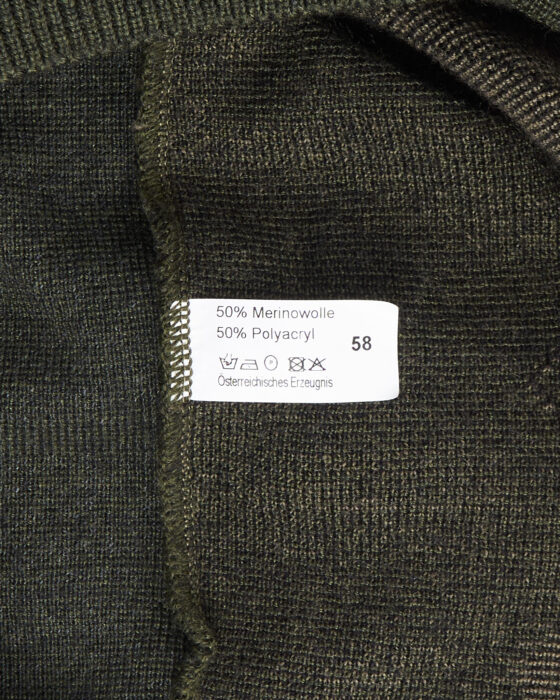 50% Merinowolle
50% Polyacryl
58
Österreichisches Erzeugnis